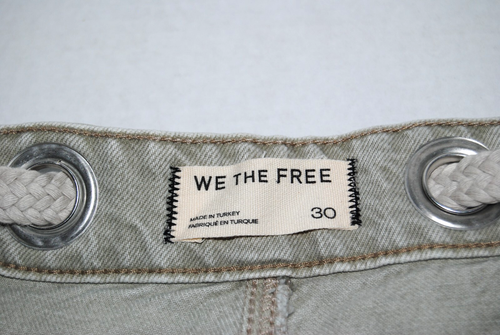 WE THE FREE
MADE IN TURKEY
FABRIQUÉ EN TURQUIE
30